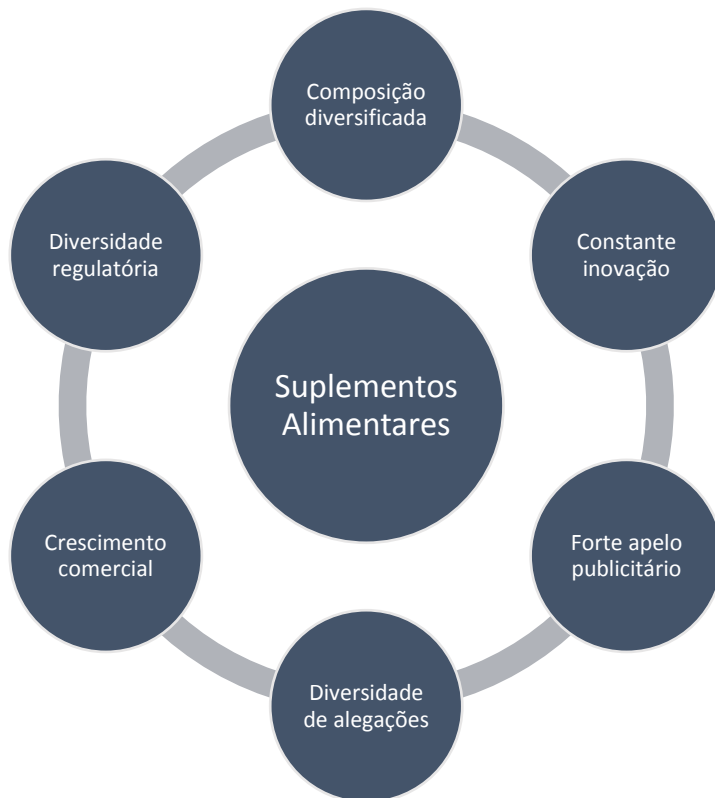 Composição
diversificada
Constante
inovação
Forte apelo
publicitário
Diversidade
de alegações
Crescimento
comercial
Diversidade
regulatória
Suplementos
Alimentares